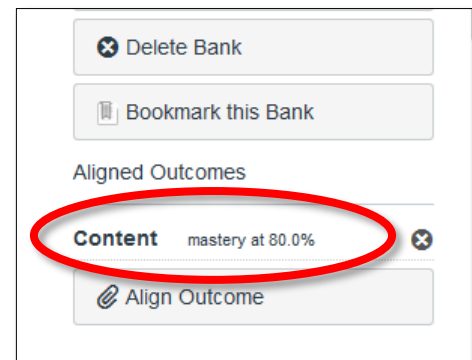 Delete Bank
Bookmark this Bank
Aligned Outcomes
Content mastery at 80.0%
Align Outcome